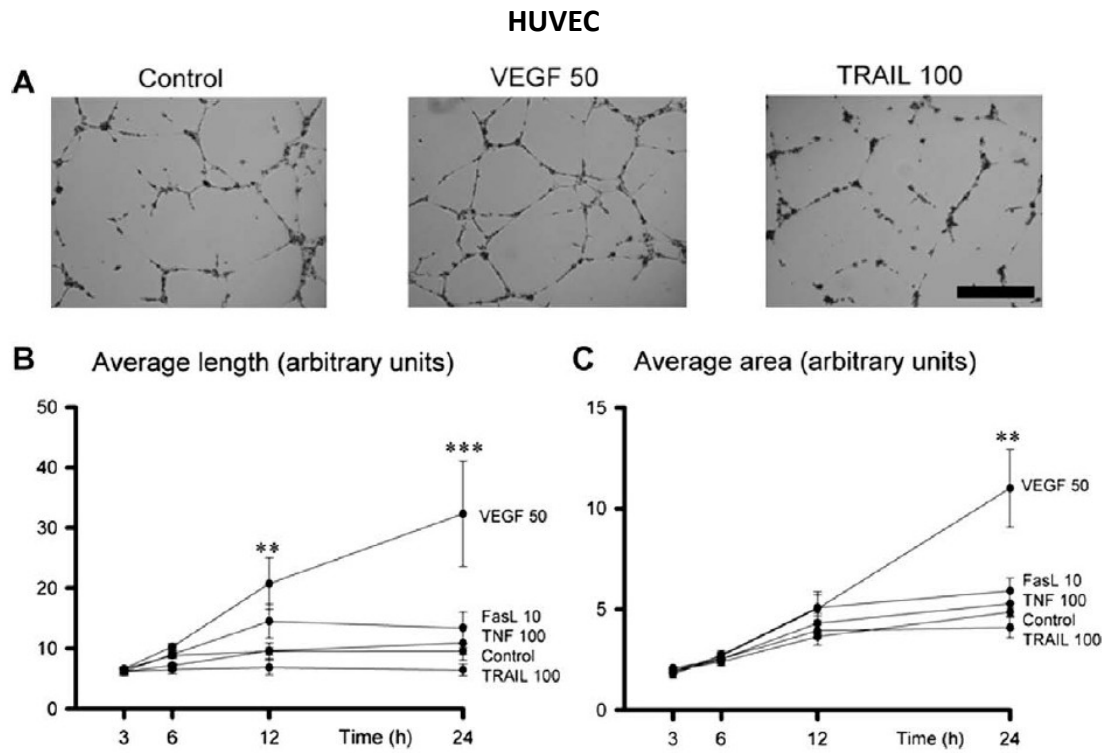 HUVEC
A
Control
VEGF 50
TRAIL 100
B Average length (arbitrary units)
50
40
30
20
10
0
**
***
VEGF 50
FasL 10
TNF 100
Control
TRAIL 100
3 6 12 Time (h) 24
C Average area (arbitrary units)
15
10
5
0
**
VEGF 50
FasL 10
TNF 100
Control
TRAIL 100
3 6 12 Time (h) 24